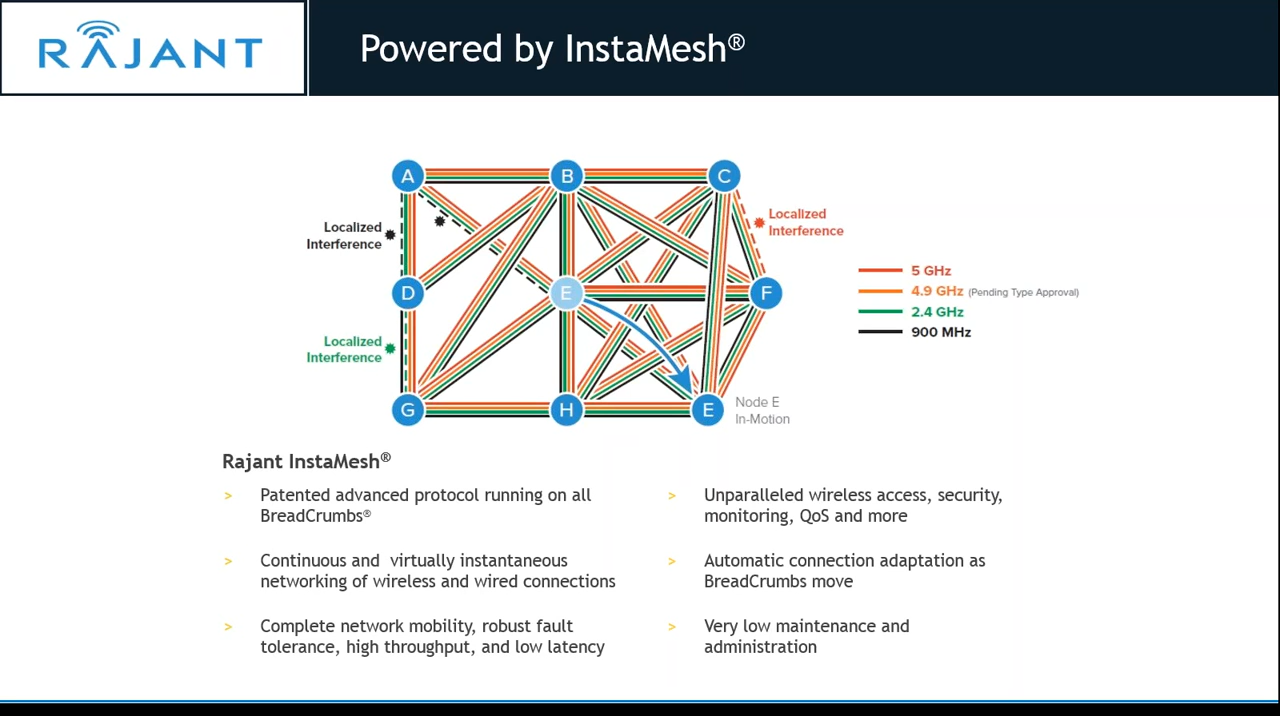 RAJANT
Powered by InstaMesh®
A
B
C
Localized
Interference
Localized
Interference
D
E
F
5 GHz
4.9 GHz (Pending Type Approval)
2.4 GHz
900 MHz
Localized
Interference
G
H
E
Node E
In-Motion
Rajant InstaMesh®
> Patented advanced protocol running on all
BreadCrumbs®
> Continuous and virtually instantaneous
networking of wireless and wired connections
> Complete network mobility, robust fault
tolerance, high throughput, and low latency
> Unparalleled wireless access, security,
monitoring, QoS and more
> Automatic connection adaptation as
BreadCrumbs move
> Very low maintenance and
administration